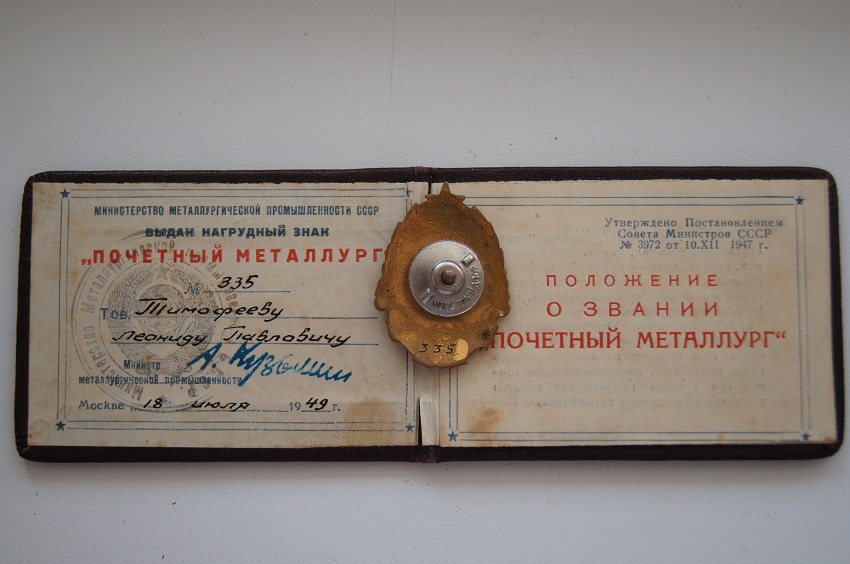 МИНИСТЕРСТВО МЕТАЛЛУРГИЧЕСКОЙ ПРОМЫШЛЕННОСТИ СССР
ВЫДАН НАГРУДНЫЙ ЗНАК
„ПОЧЕТНЫЙ МЕТАЛЛУРГ
№ 335
Тов. Тимофееву
Леониду Павловичу
Министр
металлургической промышленности
А. Кузьмин
Москва 18 июля 1949 г.
335
Утверждено Постановлением
Совета Министров СССР
№ 3972 от 10.XII 1947 г.
ПОЛОЖЕНИЕ
О ЗВАНИИ
„ПОЧЕТНЫЙ МЕТАЛЛУРГ“